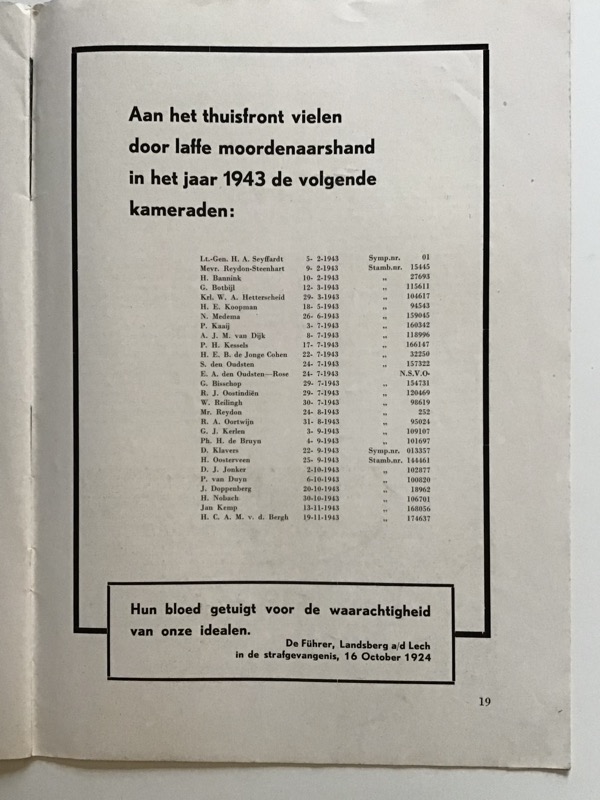 Aan het thuisfront vielen
door laffe moordenaarshand
in het jaar 1943 de volgende
kameraden:
Lt.-Gen. H. A. Seyffardt 5- 2-1943 Symp.nr. 01
Mevr. Reydon-Steenhart 9- 2-1943 Stamb.nr. 15445
H. Bannink 10- 2-1943 „ 27693
G. Botbijl 12- 3-1943 „ 115611
Krl. W. A. Hetterscheid 29- 3-1943 „ 104617
H. E. Koopman 18- 5-1943 „ 94543
N. Medema 26- 6-1943 „ 159045
P. Kaaij 3- 7-1943 „ 160342
A. J. M. van Dijk 8- 7-1943 „ 118996
P. H. Kessels 17- 7-1943 „ 166147
H. E. B. de Jonge Cohen 22- 7-1943 „ 32250
S. den Oudsten 24- 7-1943 „ 157322
E. A. den Oudsten—Rose 24- 7-1943 N.S.V.O-
G. Bisschop 29- 7-1943 „ 154731
R. J. Oostindiën 29- 7-1943 „ 120469
W. Reilingh 30- 7-1943 „ 98619
Mr. Reydon 24- 8-1943 „ 252
R. A. Oortwijn 31- 8-1943 „ 95024
G. J. Kerlen 3- 9-1943 „ 109107
Ph. H. de Bruyn 4- 9-1943 „ 101697
D. Klavers 22- 9-1943 Symp.nr. 013357
H. Oosterveen 25- 9-1943 Stamb.nr. 144461
D. J. Jonker 2-10-1943 „ 102877
P. van Duyn 6-10-1943 „ 100820
J. Doppenberg 20-10-1943 „ 18962
H. Nobach 30-10-1943 „ 106701
Jan Kemp 13-11-1943 „ 168056
H. C. A. M. v. d. Bergh 19-11-1943 „ 174637
Hun bloed getuigt voor de waarachtigheid
van onze idealen.
De Führer, Landsberg a/d Lech
in de strafgevangenis, 16 October 1924
19